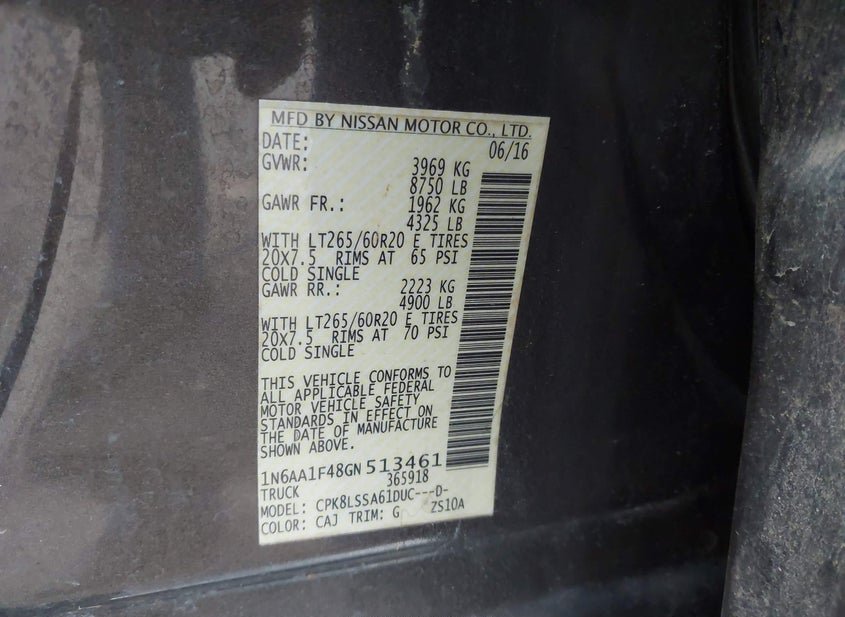 MFD BY NISSAN MOTOR CO., LTD.
DATE: 06/16
GVWR: 3969 KG
8750 LB
GAWR FR.: 1962 KG
4325 LB
WITH LT265/60R20 E TIRES
20X7.5 RIMS AT 65 PSI
COLD SINGLE
GAWR RR.: 2223 KG
4900 LB
WITH LT265/60R20 E TIRES
20X7.5 RIMS AT 70 PSI
COLD SINGLE
THIS VEHICLE CONFORMS TO
ALL APPLICABLE FEDERAL
MOTOR VEHICLE SAFETY
STANDARDS IN EFFECT ON
THE DATE OF MANUFACTURE
SHOWN ABOVE.
1N6AA1F48GN513461
TRUCK 365918
MODEL: CPK8LSSA61DUC---D-
COLOR: CAJ TRIM: G ZS10A